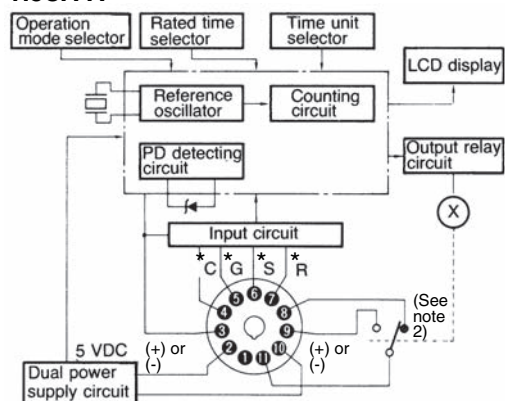 Operation
mode selector
Rated time
selector
Time unit
selector
LCD display
Reference
oscillator
Counting
circuit
PD detecting
circuit
Output relay
circuit
X
Input circuit
* C * G * S * R
(See
note
2)
5 VDC
(+) or
(-)
(+) or
(-)
Dual power
supply circuit
1
2
3
4
5
6
7
8
9
10
11